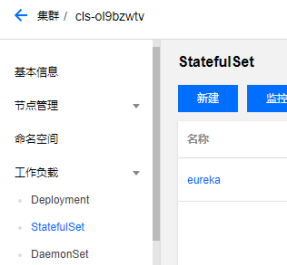 集群 / cls-ol9bzwtv
基本信息
节点管理
命名空间
工作负载
Deployment
StatefulSet
DaemonSet
StatefulSet
新建 监控
名称
eureka